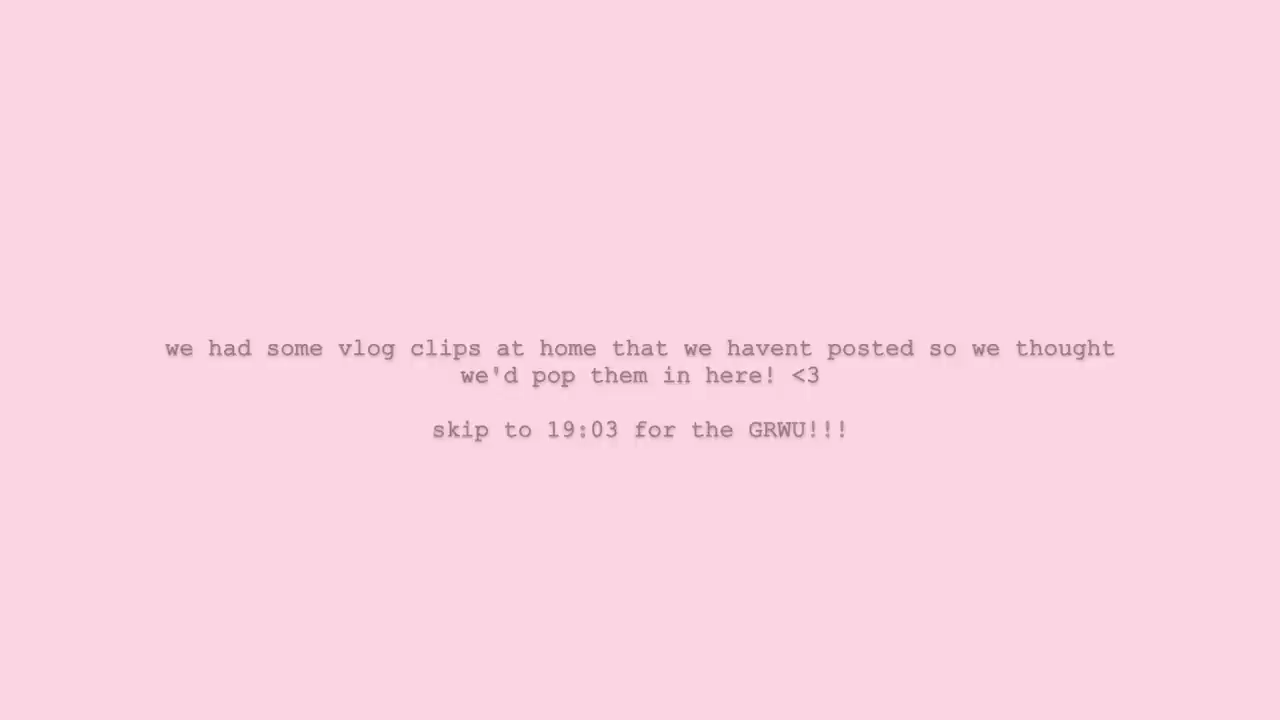 we had some vlog clips at home that we havent posted so we thought
we'd pop them in here! <3
skip to 19:03 for the GRWU!!!